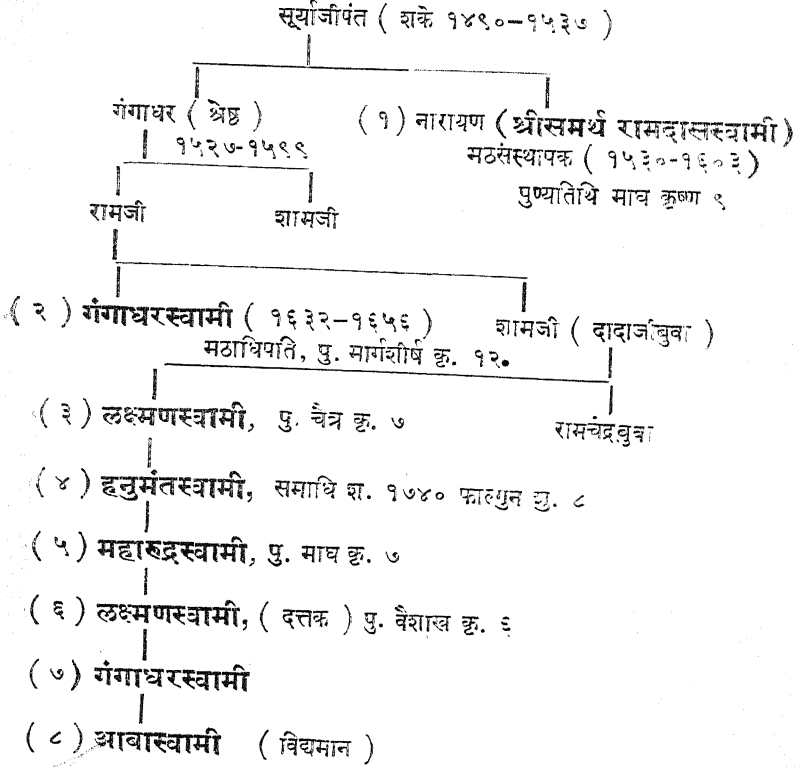 सूर्याजीपंत ( शके १४९०–१५३७ )
गंगाधर ( श्रेष्ठ ) ( १ ) नारायण ( श्रीसमर्थ रामदासस्वामी )
१५२७-१५९९ मठसंस्थापक ( १५३०-१६०३ )
पुण्यतिथि माघ कृष्ण ९
रामजी शामजी
( २ ) गंगाधरस्वामी ( १६३२–१६५६ ) शामजी ( दादाजीबुवा )
मठाधिपति, पु. मार्गशीर्ष कृ. १२.
( ३ ) लक्ष्मणस्वामी, पु. चैत्र कृ. ७ रामचंद्रबुवा
( ४ ) हनुमंतस्वामी, समाधि श. १७४० फाल्गुन शु. ८
( ५ ) महारुद्रस्वामी, पु. माघ कृ. ७
( ६ ) लक्ष्मणस्वामी, ( दत्तक ) पु. वैशाख कृ. ६
( ७ ) गंगाधरस्वामी
( ८ ) आबास्वामी ( विद्यमान )